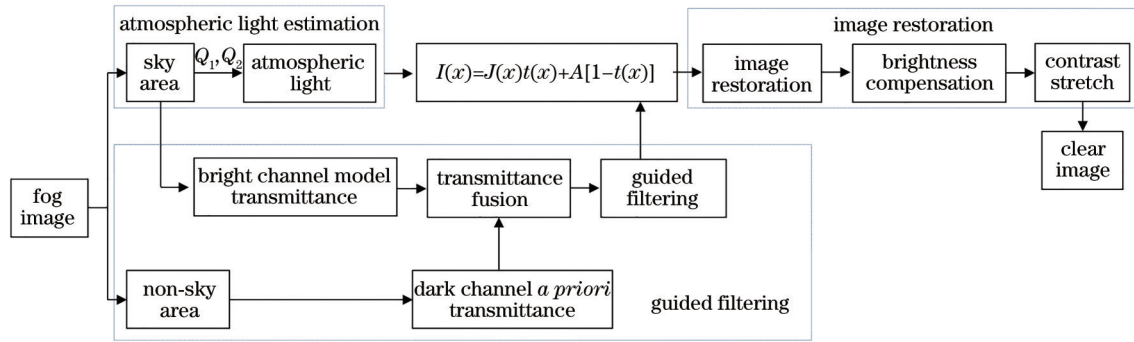 atmospheric light estimation
image restoration
sky
area
Q₁,Q₂
atmospheric
light
I(x)=J(x)t(x)+A[1−t(x)]
image
restoration
brightness
compensation
contrast
stretch
clear
image
fog
image
bright channel model
transmittance
transmittance
fusion
guided
filtering
non-sky
area
dark channel a priori
transmittance
guided filtering